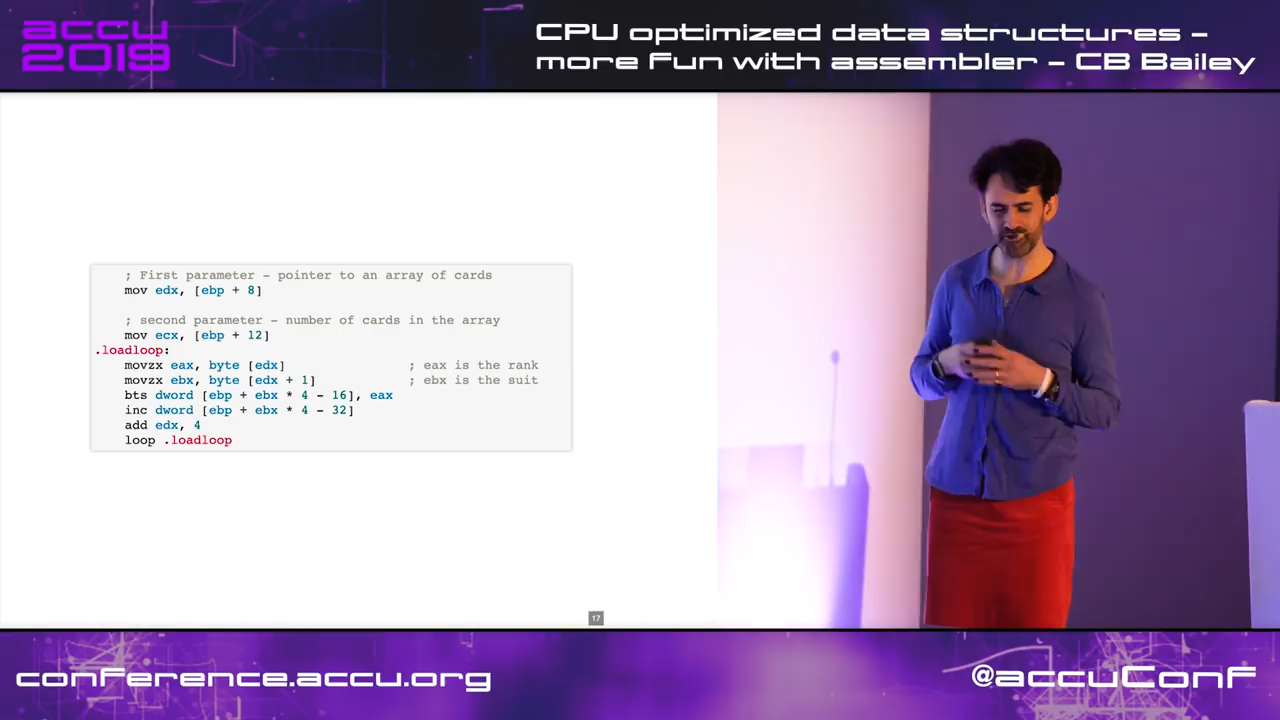 accu
2019
CPU optimized data structures –
more Fun with assembler – CB Bailey
; First parameter – pointer to an array of cards
mov edx, [ebp + 8]
; second parameter – number of cards in the array
mov ecx, [ebp + 12]
.loadloop:
movzx eax, byte [edx] ; eax is the rank
movzx ebx, byte [edx + 1] ; ebx is the suit
bts dword [ebp + ebx * 4 – 16], eax
inc dword [ebp + ebx * 4 – 32]
add edx, 4
loop .loadloop
17
conference.accu.org
@accuConf